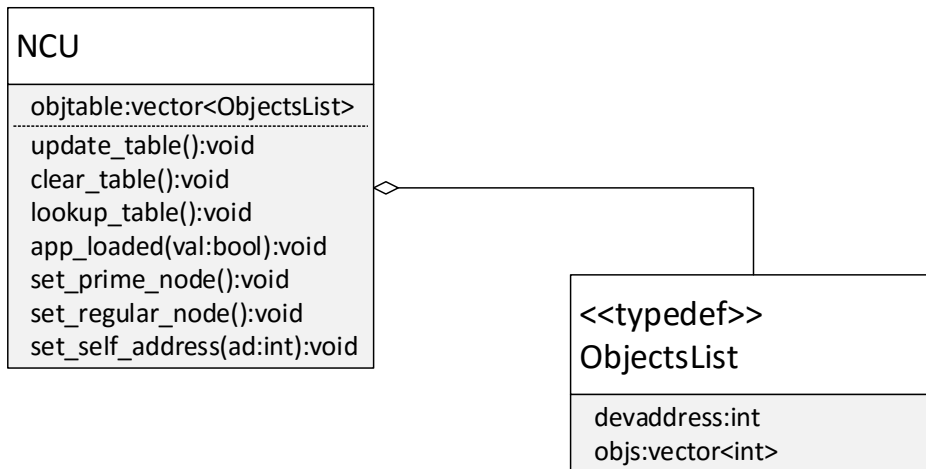 NCU
objtable:vector<ObjectsList>
update_table():void
clear_table():void
lookup_table():void
app_loaded(val:bool):void
set_prime_node():void
set_regular_node():void
set_self_address(ad:int):void
<<typedef>>
ObjectsList
devaddress:int
objs:vector<int>